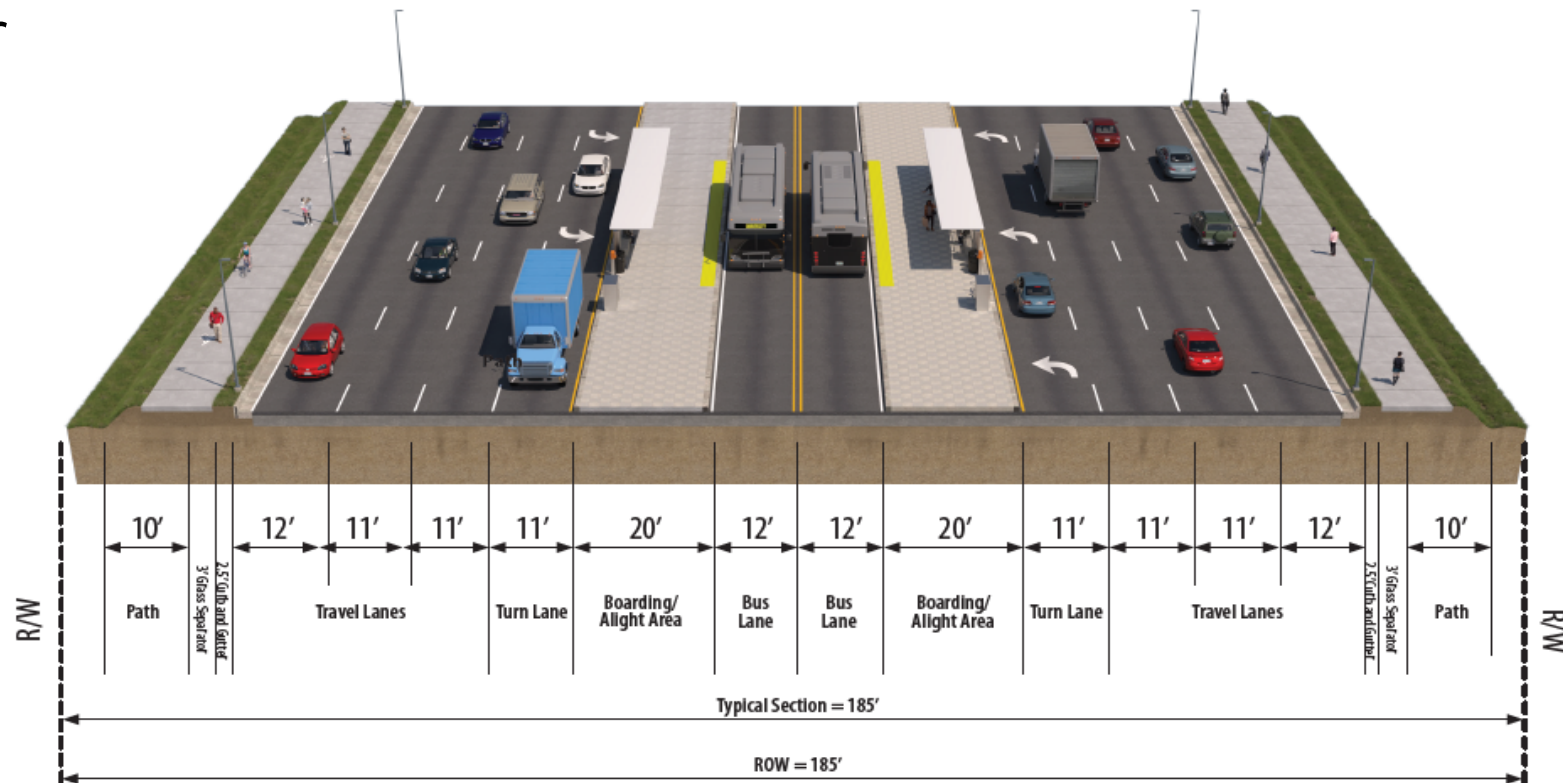 10’ 12’ 11’ 11’ 11’ 20’ 12’ 12’ 20’ 11’ 11’ 11’ 12’ 10’
R/W
Path
3’ Grass Separator
2.5’ Curb and Gutter
Travel Lanes
Turn Lane
Boarding/
Alight Area
Bus
Lane
Bus
Lane
Boarding/
Alight Area
Turn Lane
Travel Lanes
2.5’ Curb and Gutter
3’ Grass Separator
Path
R/W
Typical Section = 185’
ROW = 185’